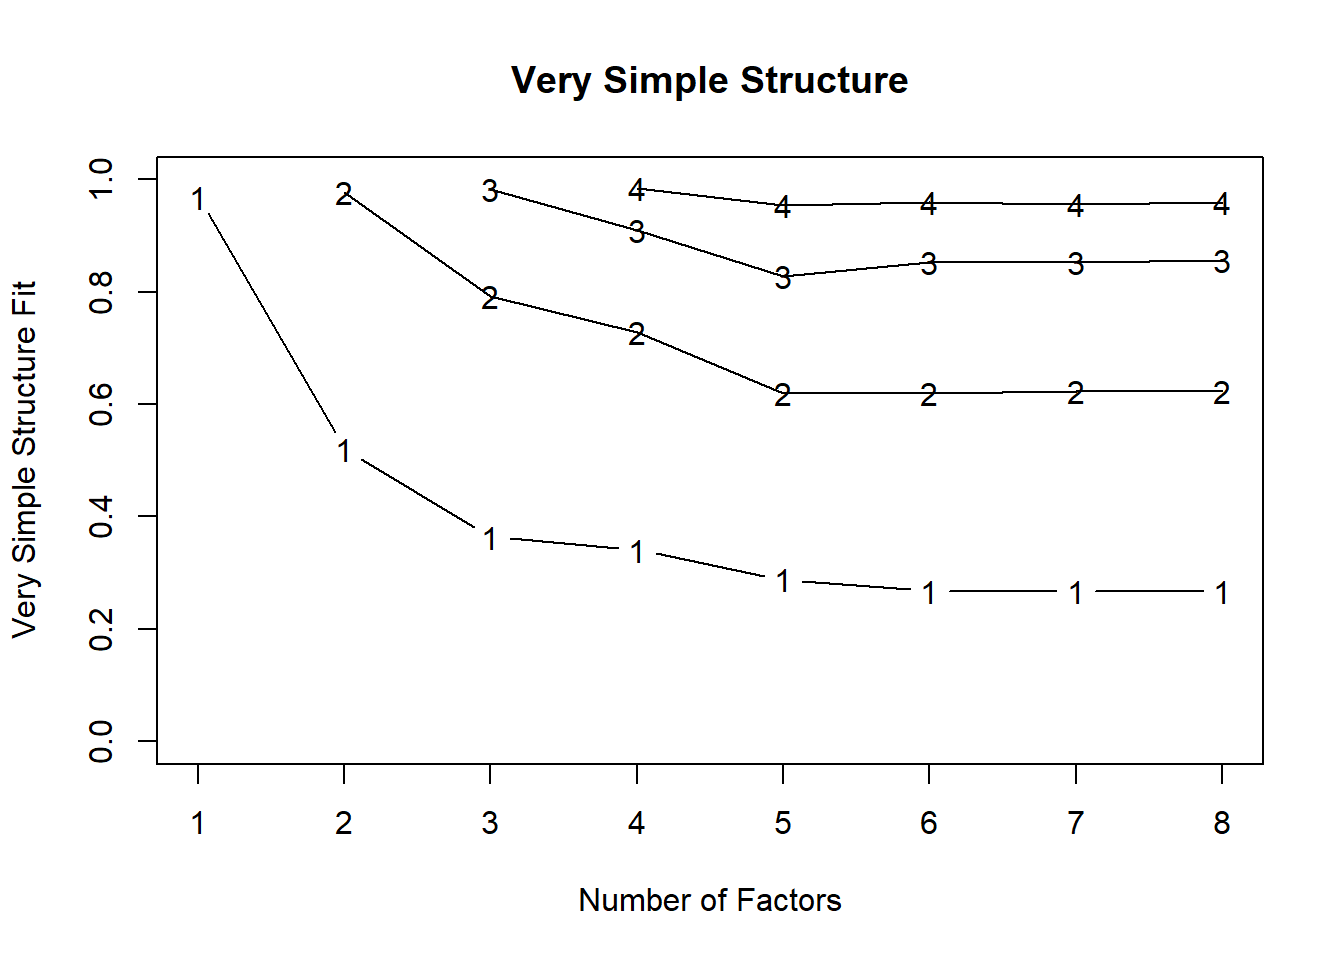 Very Simple Structure
Very Simple Structure Fit
1.0
0.8
0.6
0.4
0.2
0.0
1 2 3 4
1 2 3 4
1 2 3 4
1 2 3 4
1 2 3 4
1 2 3
1 2
1
1 2 3 4 5 6 7 8
Number of Factors